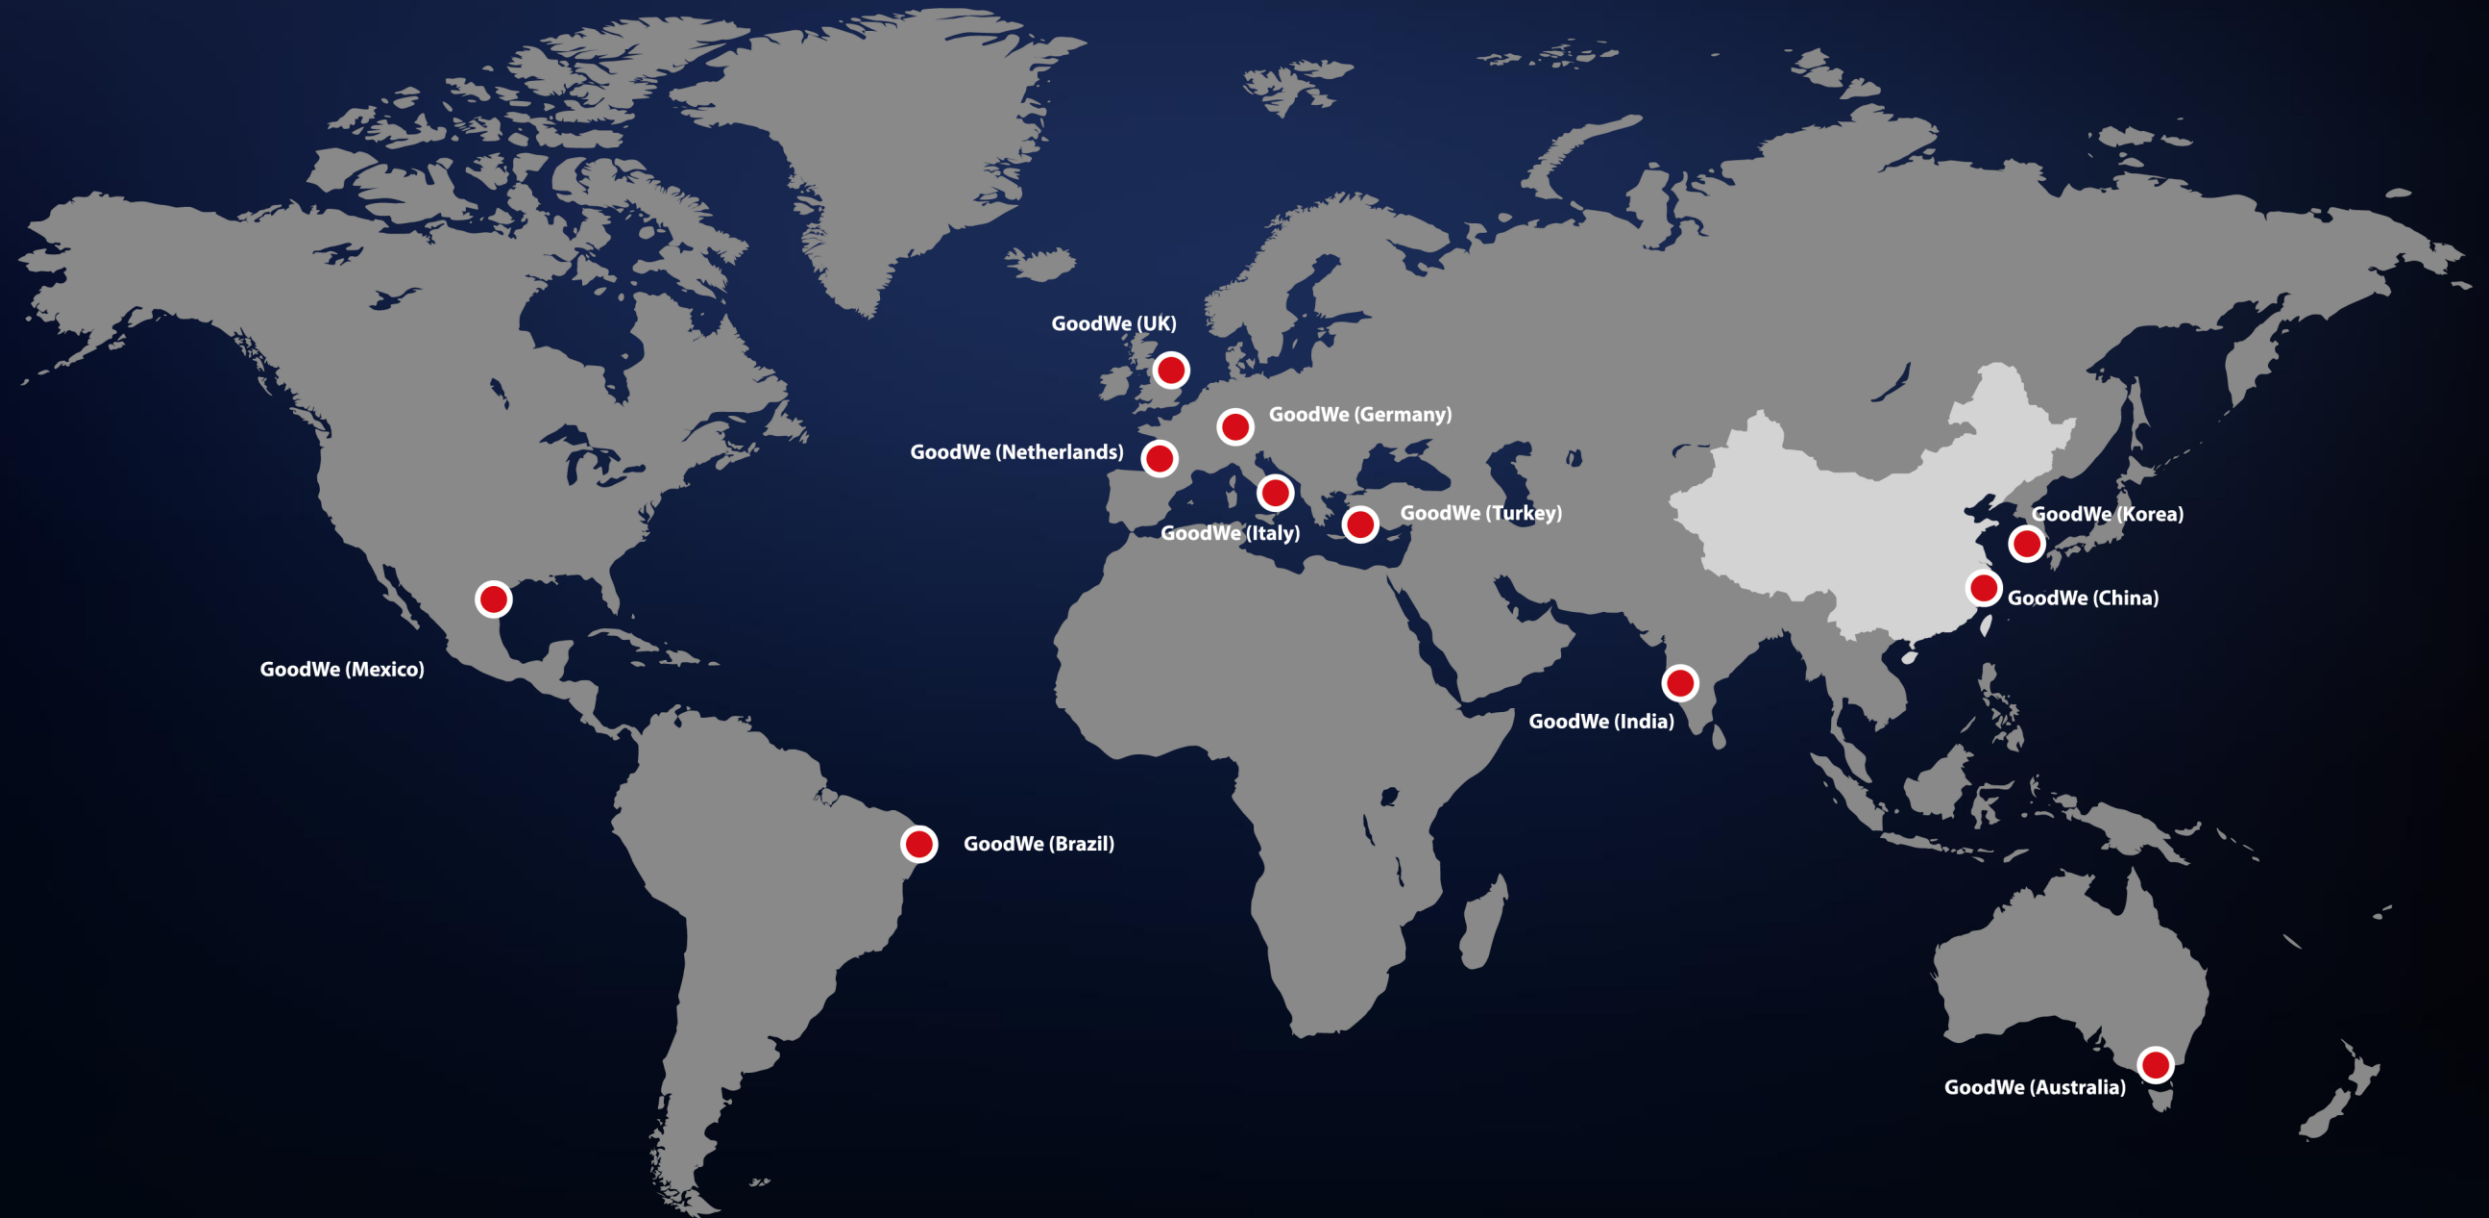 GoodWe (UK)
GoodWe (Germany)
GoodWe (Netherlands)
GoodWe (Turkey)
GoodWe (Korea)
GoodWe (Italy)
GoodWe (China)
GoodWe (Mexico)
GoodWe (India)
GoodWe (Brazil)
GoodWe (Australia)